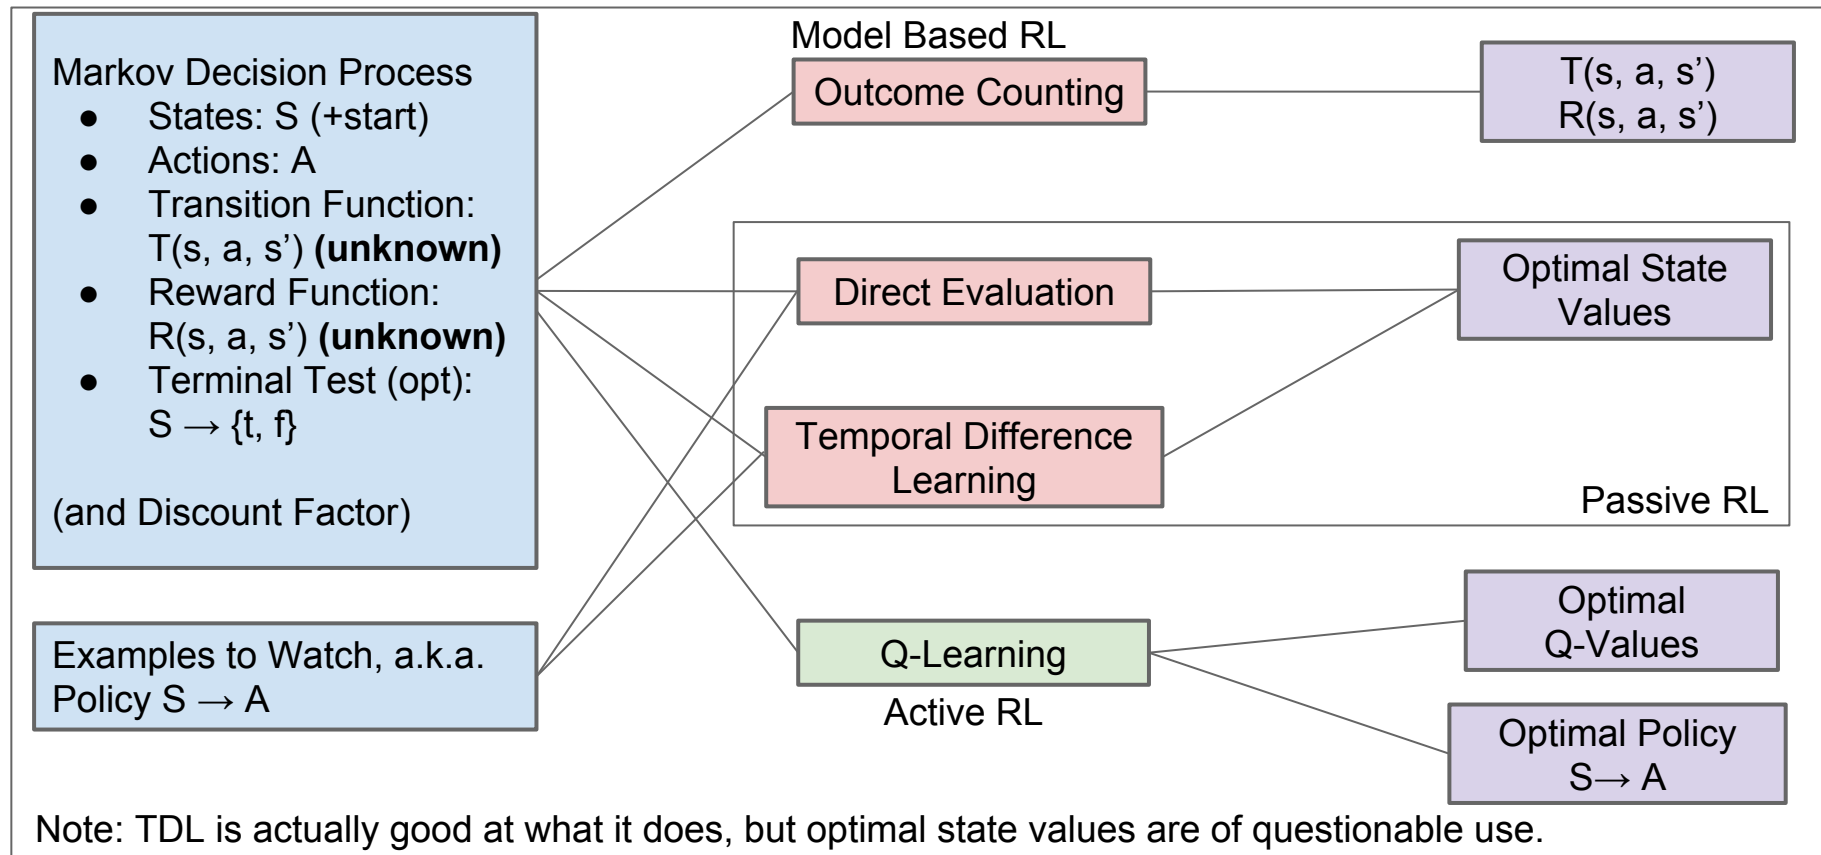 Markov Decision Process
● States: S (+start)
● Actions: A
● Transition Function:
T(s, a, s’) (unknown)
● Reward Function:
R(s, a, s’) (unknown)
● Terminal Test (opt):
S → {t, f}
(and Discount Factor)
Examples to Watch, a.k.a.
Policy S → A
Model Based RL
Outcome Counting
T(s, a, s’)
R(s, a, s’)
Direct Evaluation
Optimal State
Values
Temporal Difference
Learning
Passive RL
Q-Learning
Active RL
Optimal
Q-Values
Optimal Policy
S→ A
Note: TDL is actually good at what it does, but optimal state values are of questionable use.